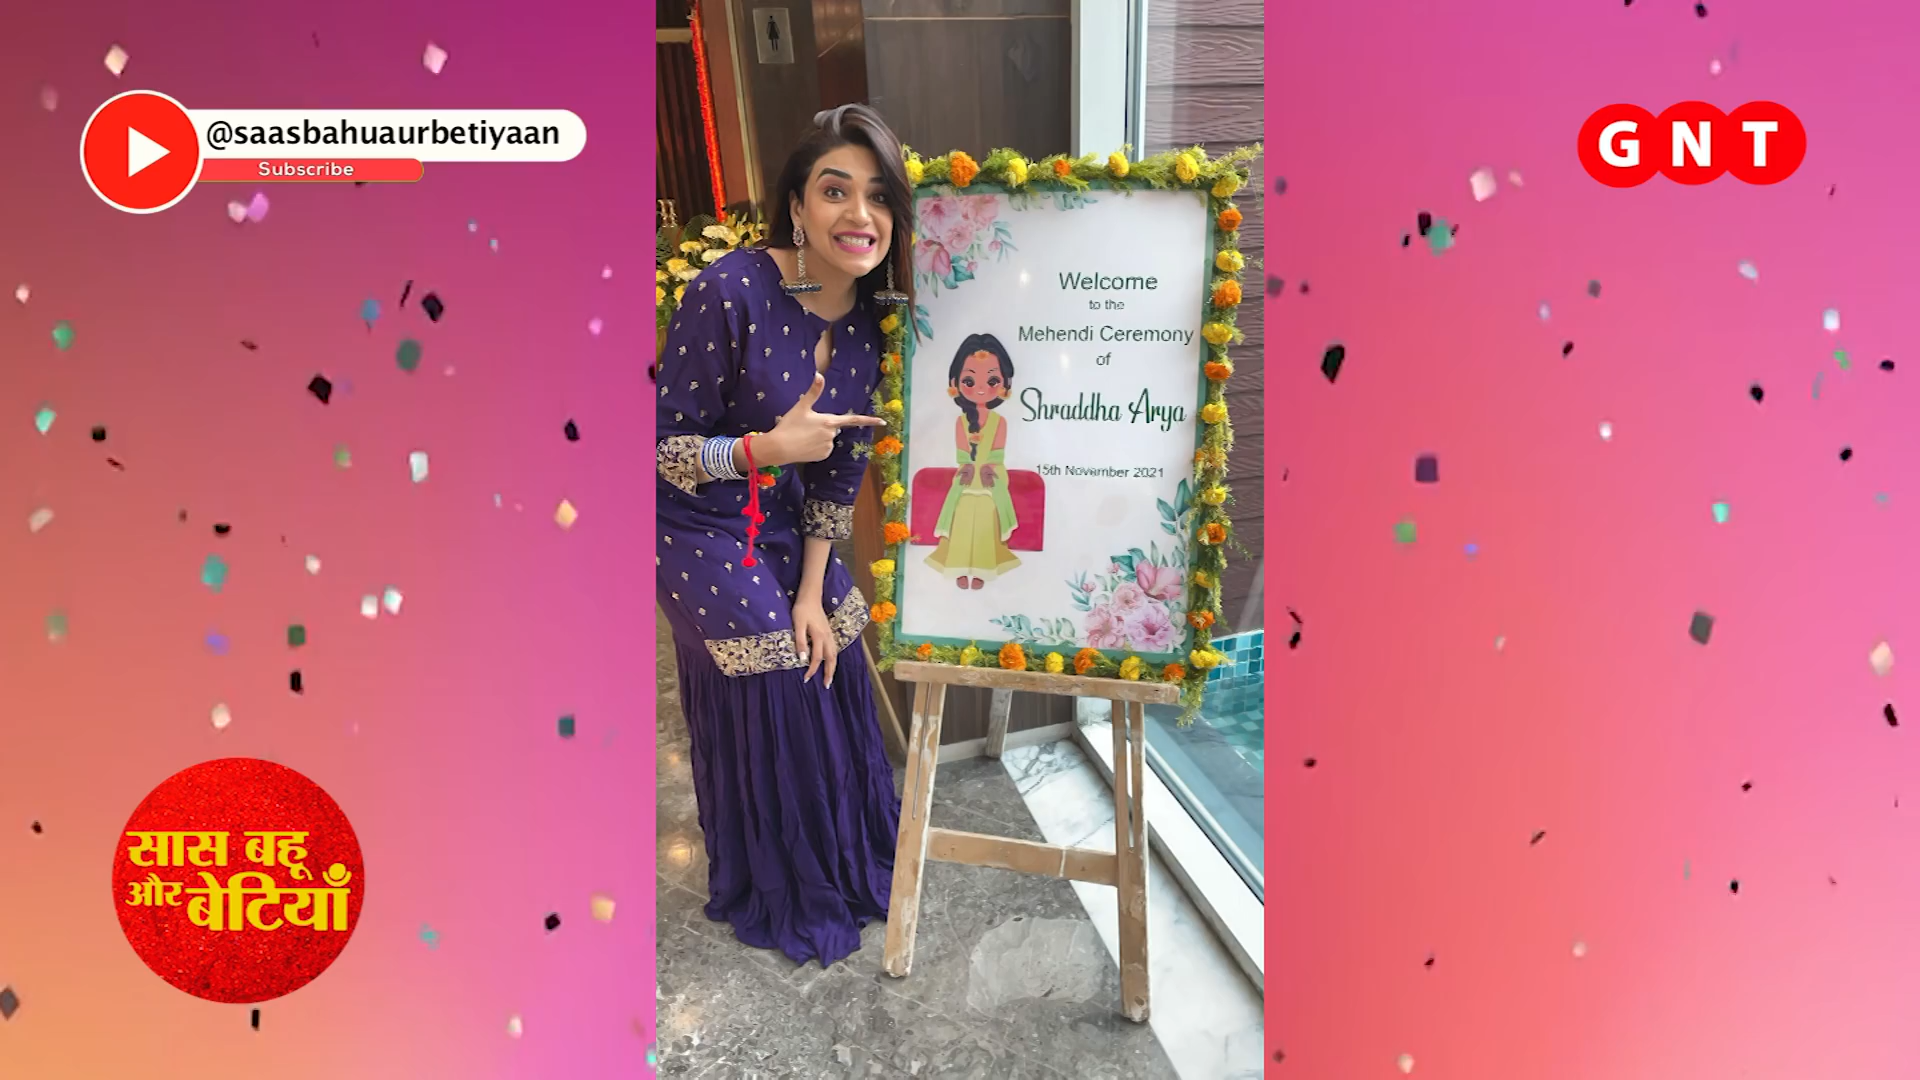 @saasbahuaurbetiyaan
Subscribe
GNT
Welcome
to the
Mehendi Ceremony
of
Shraddha Arya
15th November 2021
सास बहू
और बेटियाँ